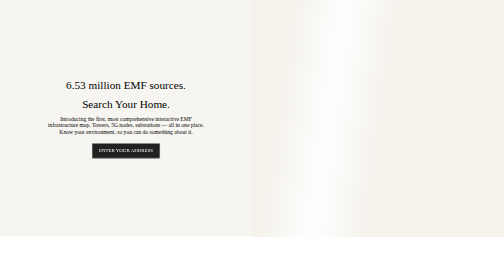 6.53 million EMF sources.
Search Your Home.
Introducing the first, most comprehensive interactive EMF
infrastructure map. Towers, 5G nodes, substations — all in one place.
Know your environment, so you can do something about it.
ENTER YOUR ADDRESS